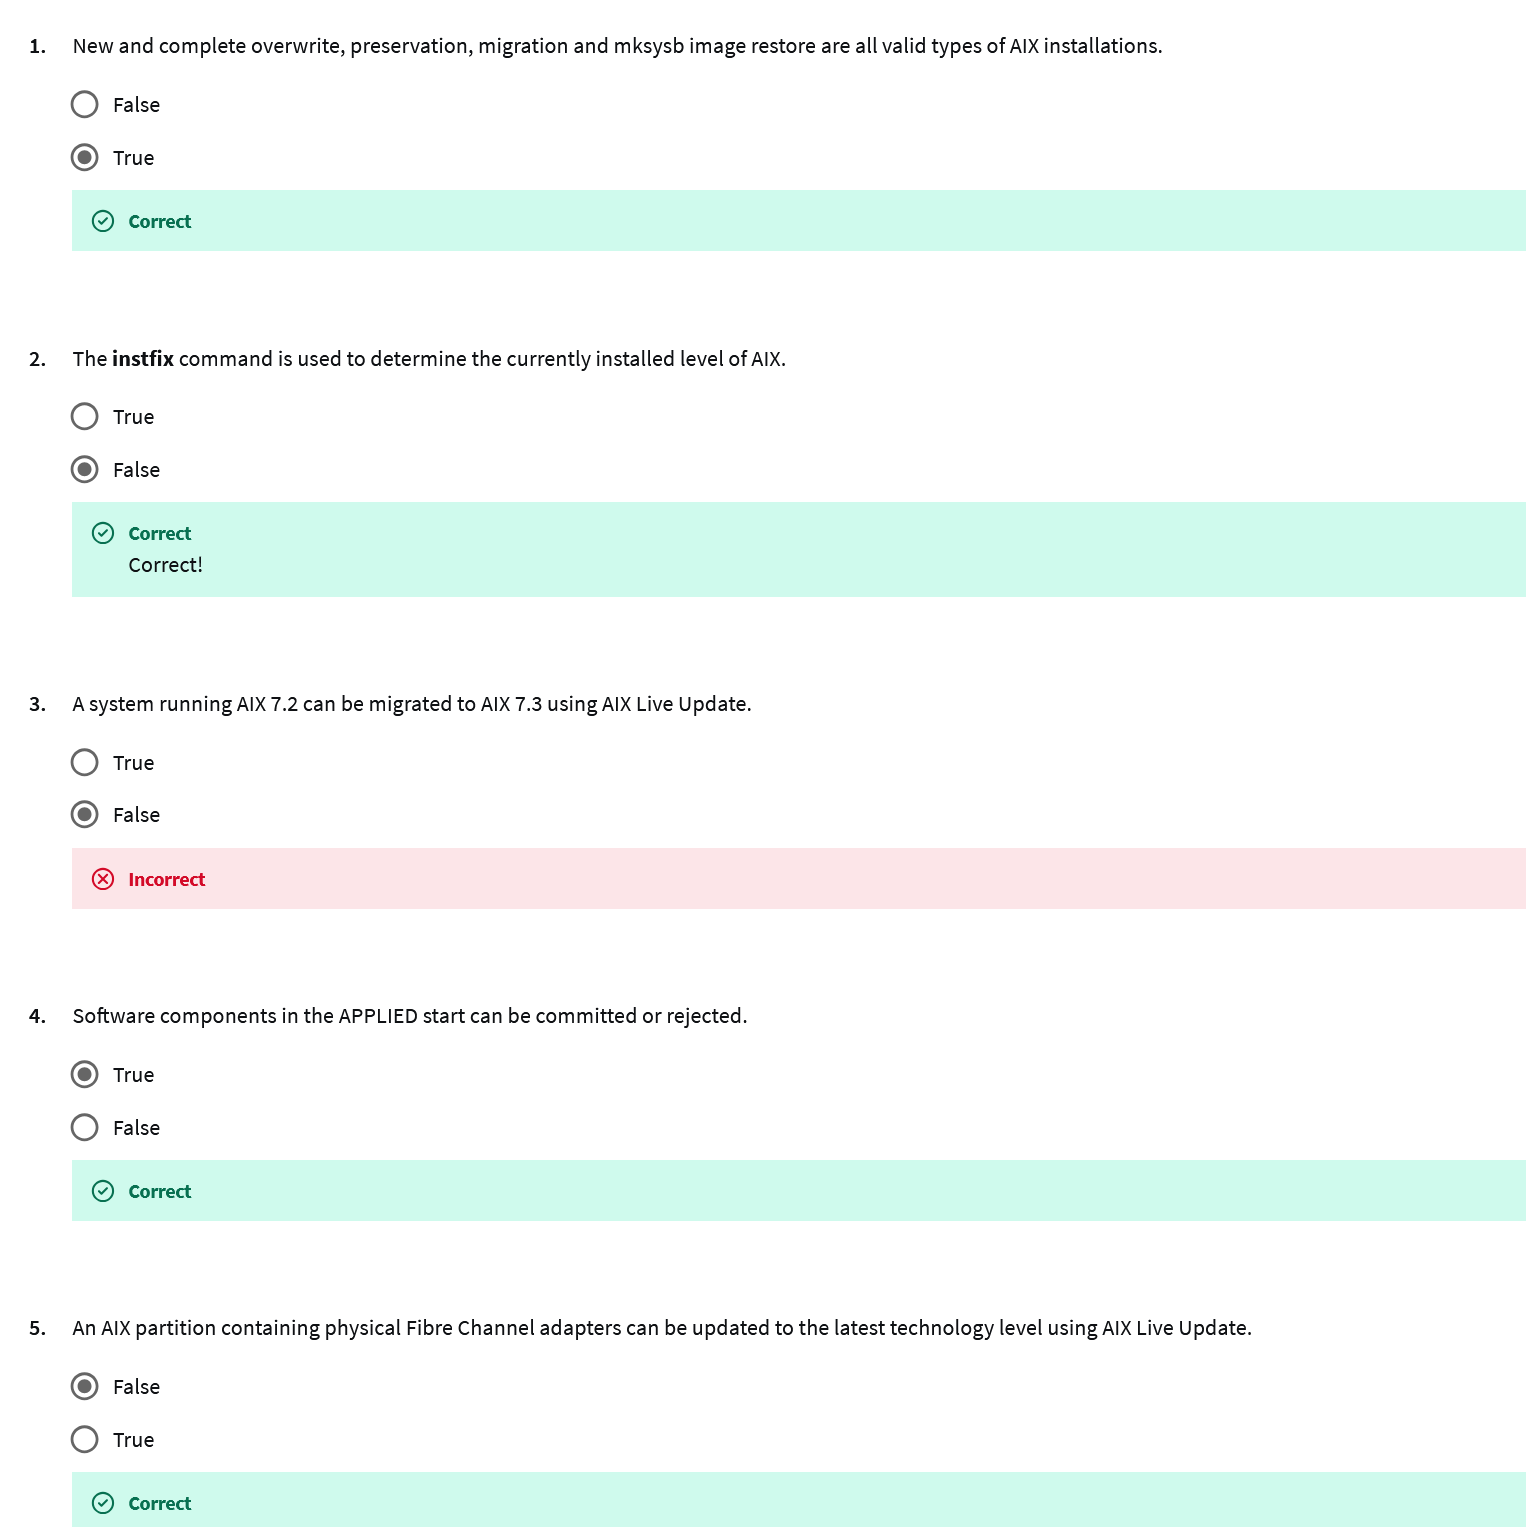 1. New and complete overwrite, preservation, migration and mksysb image restore are all valid types of AIX installations.
False
True
Correct
2. The instfix command is used to determine the currently installed level of AIX.
True
False
Correct
Correct!
3. A system running AIX 7.2 can be migrated to AIX 7.3 using AIX Live Update.
True
False
Incorrect
4. Software components in the APPLIED start can be committed or rejected.
True
False
Correct
5. An AIX partition containing physical Fibre Channel adapters can be updated to the latest technology level using AIX Live Update.
False
True
Correct